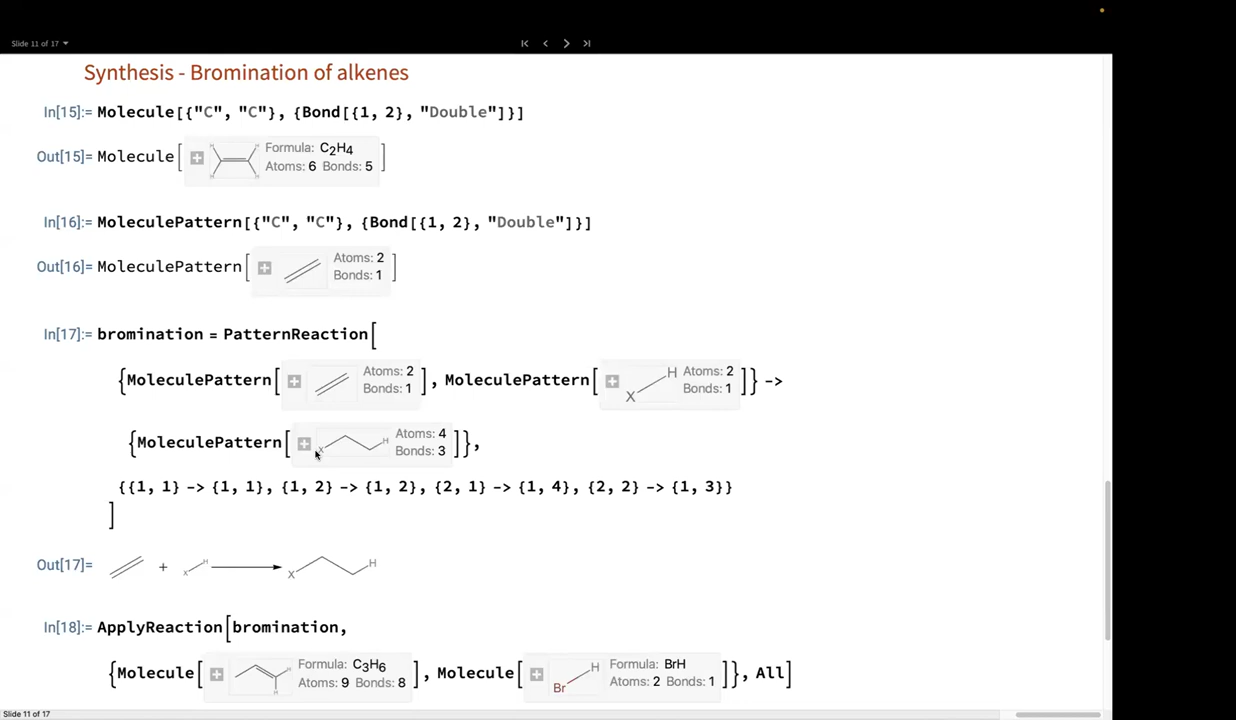 Slide 11 of 17
Synthesis - Bromination of alkenes
In[15]:= Molecule[{"C", "C"}, {Bond[{1, 2}, "Double"]}]
Out[15]= Molecule[ H H H H Formula: C2H4
Atoms: 6 Bonds: 5 ]
In[16]:= MoleculePattern[{"C", "C"}, {Bond[{1, 2}, "Double"]}]
Out[16]= MoleculePattern[ Atoms: 2
Bonds: 1 ]
In[17]:= bromination = PatternReaction[
{MoleculePattern[ Atoms: 2 Bonds: 1 ], MoleculePattern[ X H Atoms: 2 Bonds: 1 ]} ->
{MoleculePattern[ X H Atoms: 4 Bonds: 3 ]},
{{1, 1} -> {1, 1}, {1, 2} -> {1, 2}, {2, 1} -> {1, 4}, {2, 2} -> {1, 3}}
]
Out[17]= + X H X H
In[18]:= ApplyReaction[bromination,
{Molecule[ H H H Formula: C3H6 Atoms: 9 Bonds: 8 ], Molecule[ Br H Formula: BrH Atoms: 2 Bonds: 1 ]}, All]
Slide 11 of 17